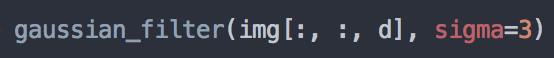 gaussian_filter(img[:, :, d], sigma=3)